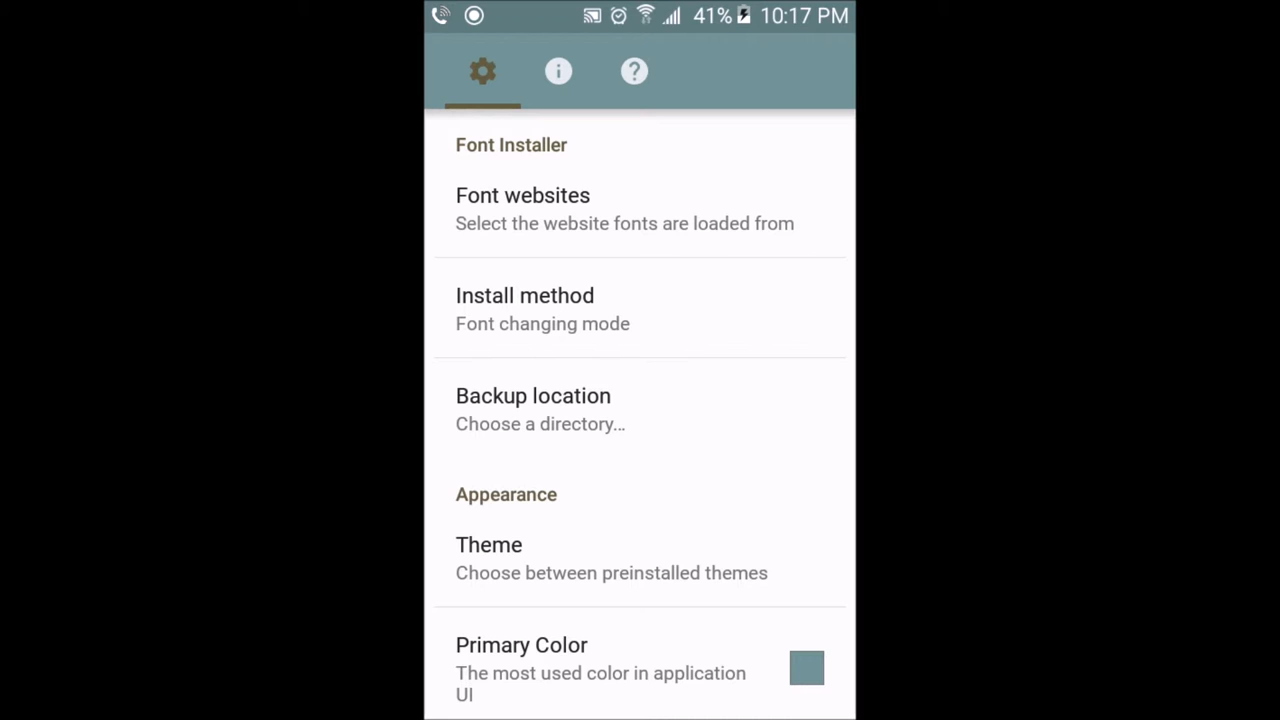 41% 10:17 PM
Font Installer
Font websites
Select the website fonts are loaded from
Install method
Font changing mode
Backup location
Choose a directory...
Appearance
Theme
Choose between preinstalled themes
Primary Color
The most used color in application
UI